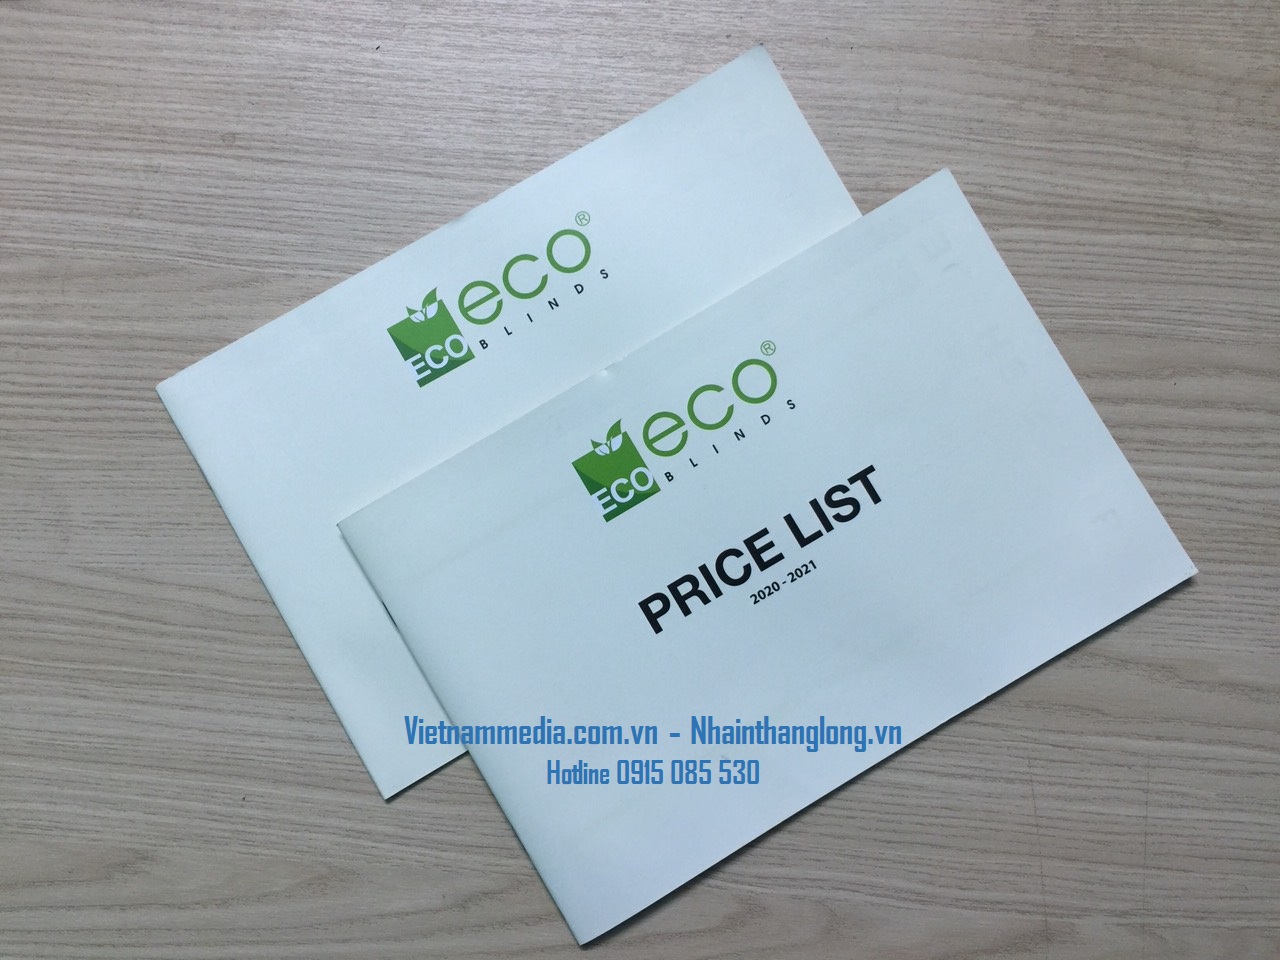 eco®
BLINDS
ECO
eco®
BLINDS
ECO
PRICE LIST
2020 - 2021
Vietnammedia.com.vn - Nhainthanglong.vn
Hotline 0915 085 530